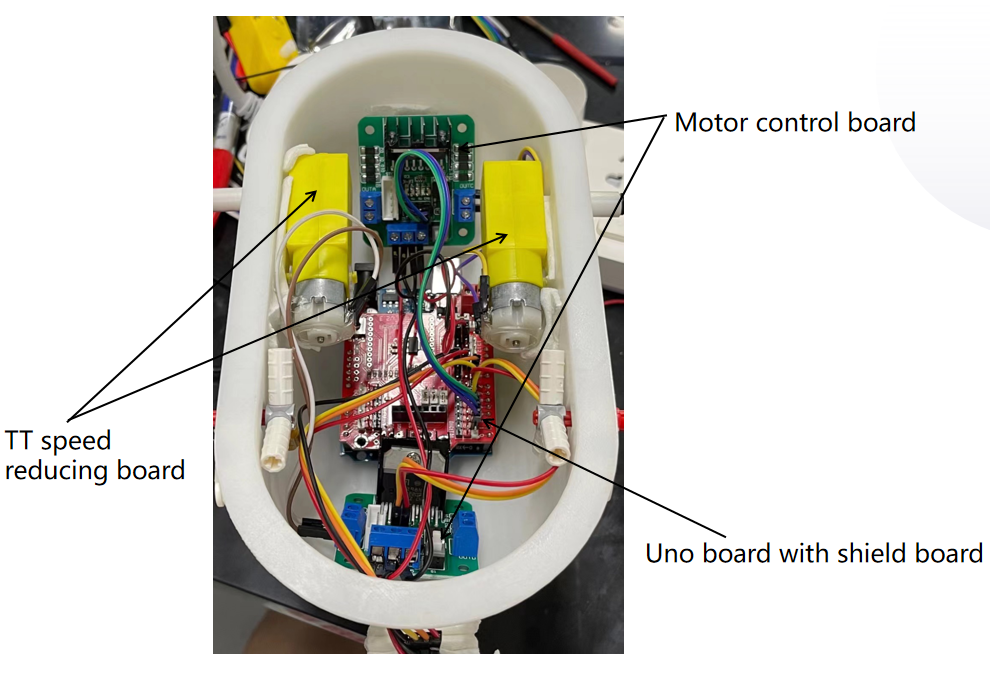 Motor control board
TT speed
reducing board
Uno board with shield board